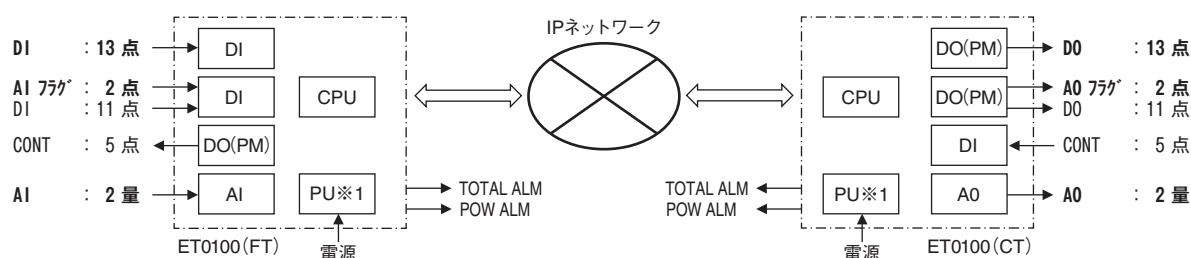 IPネットワーク
DI : 13 点
DI
AI フラグ : 2 点
DI : 11 点
DI
CPU
CONT : 5 点
DO(PM)
AI : 2 量
AI
PU※1
TOTAL ALM
POW ALM
ET0100(FT)
電源
DO(PM)
DO : 13 点
CPU
DO(PM)
AO フラグ : 2 点
DO : 11 点
DI
CONT : 5 点
TOTAL ALM
POW ALM
PU※1
AO
AO : 2 量
電源
ET0100(CT)